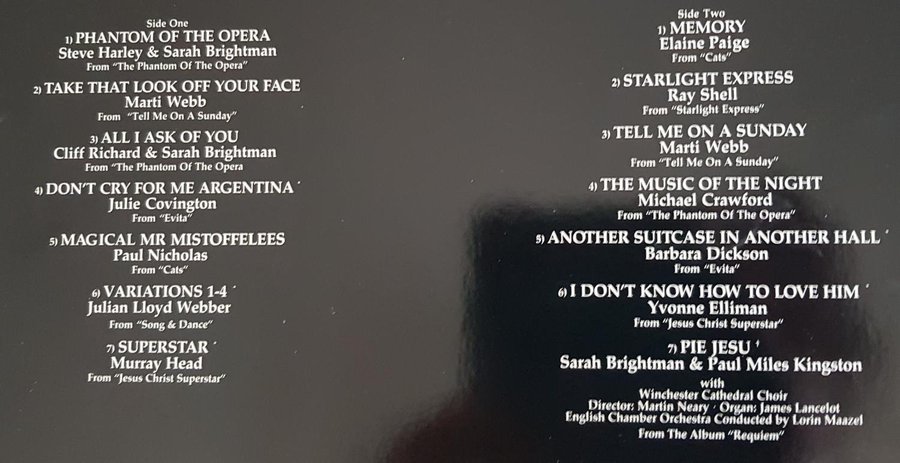 Side One
1) PHANTOM OF THE OPERA
Steve Harley & Sarah Brightman
From "The Phantom Of The Opera"
2) TAKE THAT LOOK OFF YOUR FACE
Marti Webb
From "Tell Me On A Sunday"
3) ALL I ASK OF YOU
Cliff Richard & Sarah Brightman
From "The Phantom Of The Opera
4) DON'T CRY FOR ME ARGENTINA
Julie Covington
From "Evita"
5) MAGICAL MR MISTOFFELEES
Paul Nicholas
From "Cats"
6) VARIATIONS 1-4
Julian Lloyd Webber
From "Song & Dance"
7) SUPERSTAR
Murray Head
From "Jesus Christ Superstar"
Side Two
1) MEMORY
Elaine Paige
From "Cats"
2) STARLIGHT EXPRESS
Ray Shell
From "Starlight Express"
3) TELL ME ON A SUNDAY
Marti Webb
From "Tell Me On A Sunday"
4) THE MUSIC OF THE NIGHT
Michael Crawford
From "The Phantom Of The Opera"
5) ANOTHER SUITCASE IN ANOTHER HALL
Barbara Dickson
From "Evita"
6) I DON'T KNOW HOW TO LOVE HIM
Yvonne Elliman
From "Jesus Christ Superstar"
7) PIE JESU
Sarah Brightman & Paul Miles Kingston
with
Winchester Cathedral Choir
Director: Martin Neary · Organ: James Lancelot
English Chamber Orchestra Conducted by Lorin Maazel
From The Album "Requiem"